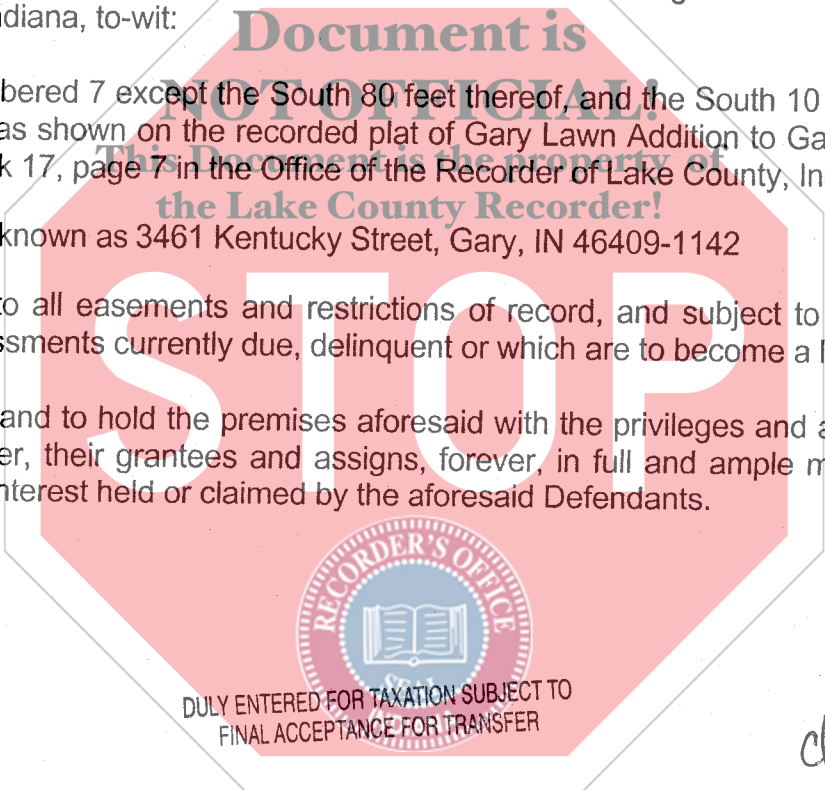 diana, to-wit:
Document is
NOT OFFICIAL!
bered 7 except the South 80 feet thereof, and the South 10
as shown on the recorded plat of Gary Lawn Addition to Ga
This Document is the property of
k 17, page 7 in the Office of the Recorder of Lake County, In
the Lake County Recorder!
known as 3461 Kentucky Street, Gary, IN 46409-1142
STOP
o all easements and restrictions of record, and subject to
ssments currently due, delinquent or which are to become a
and to hold the premises aforesaid with the privileges and a
er, their grantees and assigns, forever, in full and ample m
nterest held or claimed by the aforesaid Defendants.
RECORDER'S OFFICE
SEAL
DULY ENTERED FOR TAXATION SUBJECT TO
FINAL ACCEPTANCE FOR TRANSFER